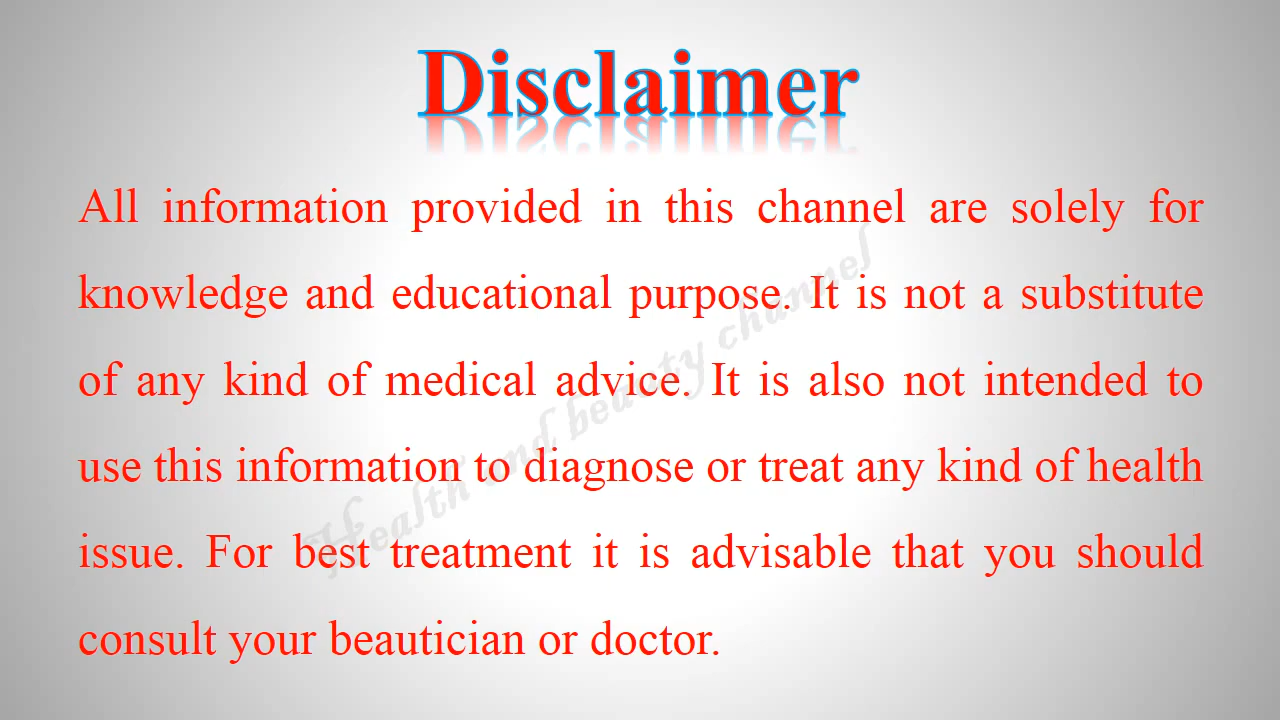 Disclaimer
All information provided in this channel are solely for
knowledge and educational purpose. It is not a substitute
of any kind of medical advice. It is also not intended to
use this information to diagnose or treat any kind of health
issue. For best treatment it is advisable that you should
consult your beautician or doctor.
Health and beauty channel